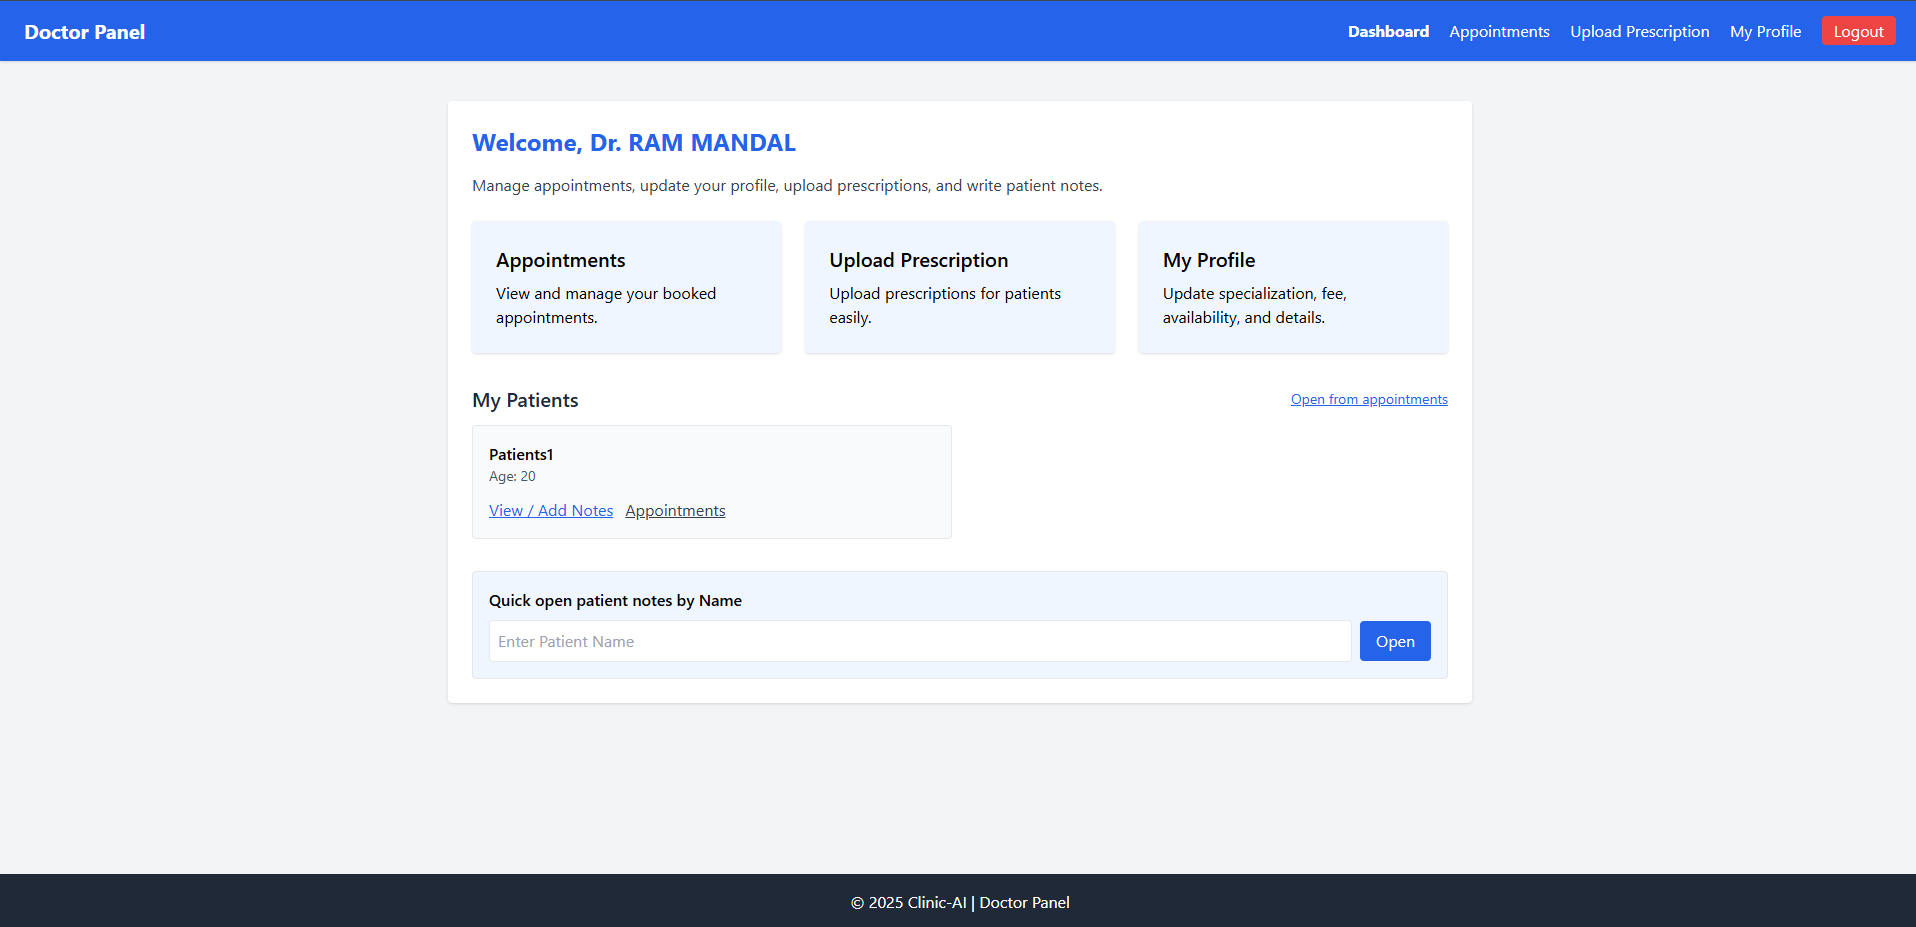 Doctor Panel
Dashboard Appointments Upload Prescription My Profile Logout
Welcome, Dr. RAM MANDAL
Manage appointments, update your profile, upload prescriptions, and write patient notes.
Appointments
View and manage your booked
appointments.
Upload Prescription
Upload prescriptions for patients
easily.
My Profile
Update specialization, fee,
availability, and details.
My Patients
Open from appointments
Patients1
Age: 20
View / Add Notes Appointments
Quick open patient notes by Name
Enter Patient Name
Open
© 2025 Clinic-AI | Doctor Panel